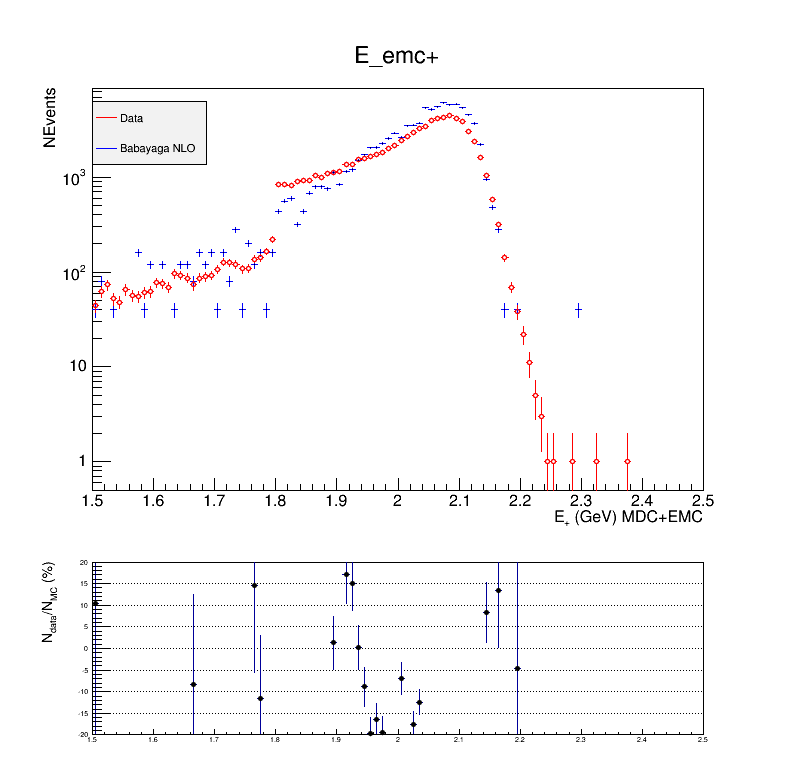 E_emc+
NEvents
Data
Babayaga NLO
10³
10²
10
1
1.5 1.6 1.7 1.8 1.9 2 2.1 2.2 2.3 2.4 2.5
E₊ (GeV) MDC+EMC
N_data/N_MC (%)
20
15
10
5
0
-5
-10
-15
-20
1.5 1.6 1.7 1.8 1.9 2 2.1 2.2 2.3 2.4 2.5